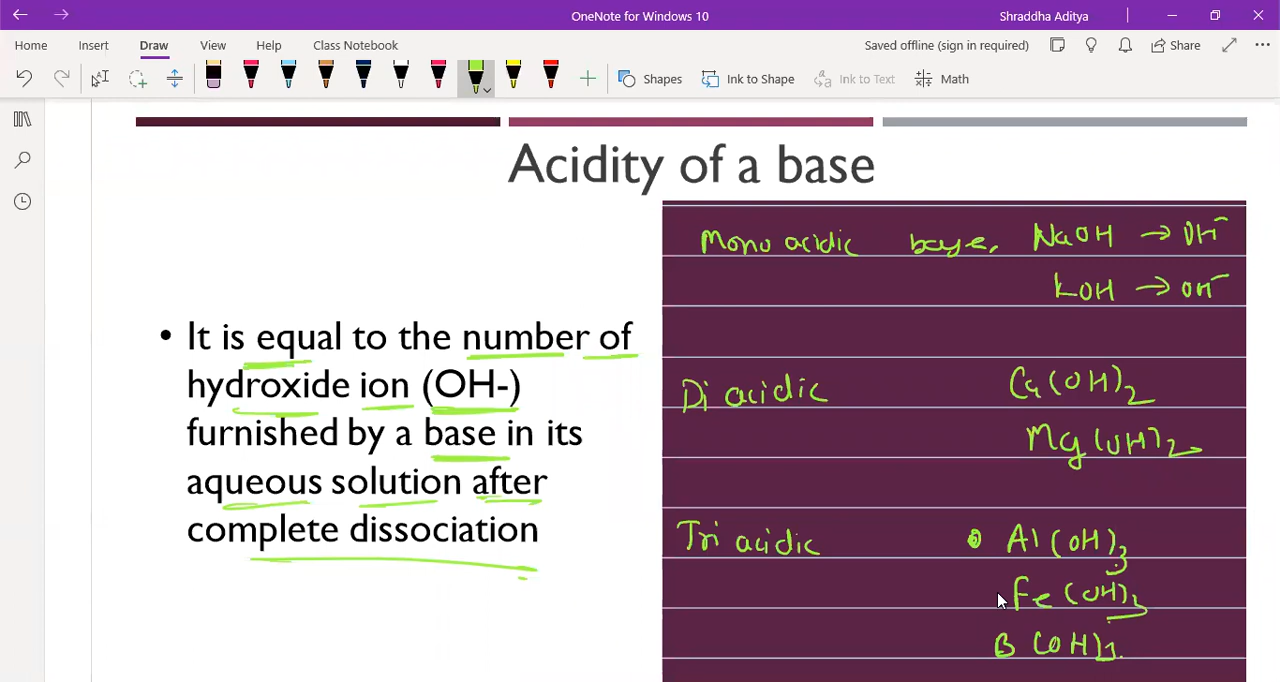 OneNote for Windows 10
Shraddha Aditya
Home Insert Draw View Help Class Notebook
Saved offline (sign in required) Share
Shapes Ink to Shape Ink to Text Math
Acidity of a base
• It is equal to the number of
hydroxide ion (OH-)
furnished by a base in its
aqueous solution after
complete dissociation
Mono acidic base, NaOH → OH⁻
KOH → OH⁻
Di acidic Ca(OH)2
Mg(OH)2
Tri acidic Al(OH)3
Fe(OH)3
B(OH)3